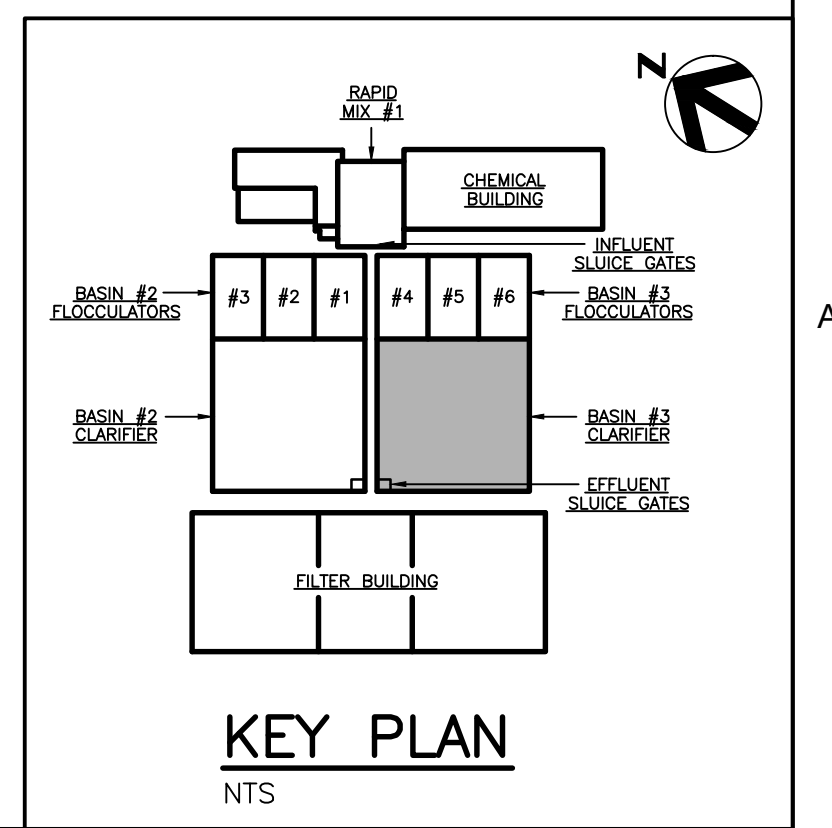 N
RAPID
MIX #1
CHEMICAL
BUILDING
INFLUENT
SLUICE GATES
BASIN #2
FLOCCULATORS
#3
#2
#1
#4
#5
#6
BASIN #3
FLOCCULATORS
BASIN #2
CLARIFIER
BASIN #3
CLARIFIER
EFFLUENT
SLUICE GATES
FILTER BUILDING
KEY PLAN
NTS